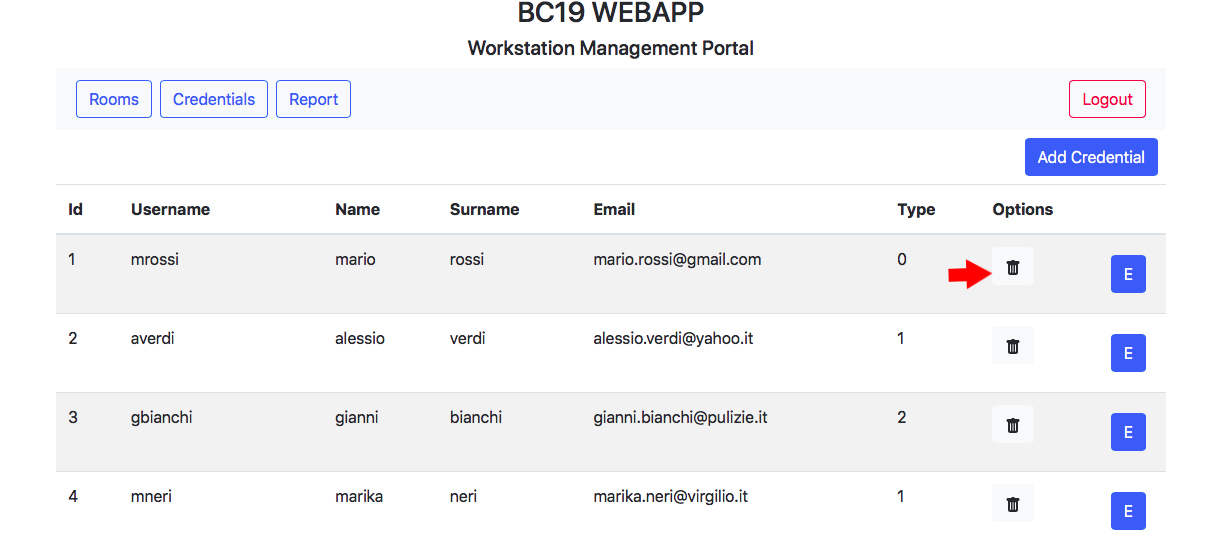 BC19 WEBAPP
Workstation Management Portal
Rooms Credentials Report Logout
Add Credential
Id Username Name Surname Email Type Options
1 mrossi mario rossi mario.rossi@gmail.com 0 E
2 averdi alessio verdi alessio.verdi@yahoo.it 1 E
3 gbianchi gianni bianchi gianni.bianchi@pulizie.it 2 E
4 mneri marika neri marika.neri@virgilio.it 1 E